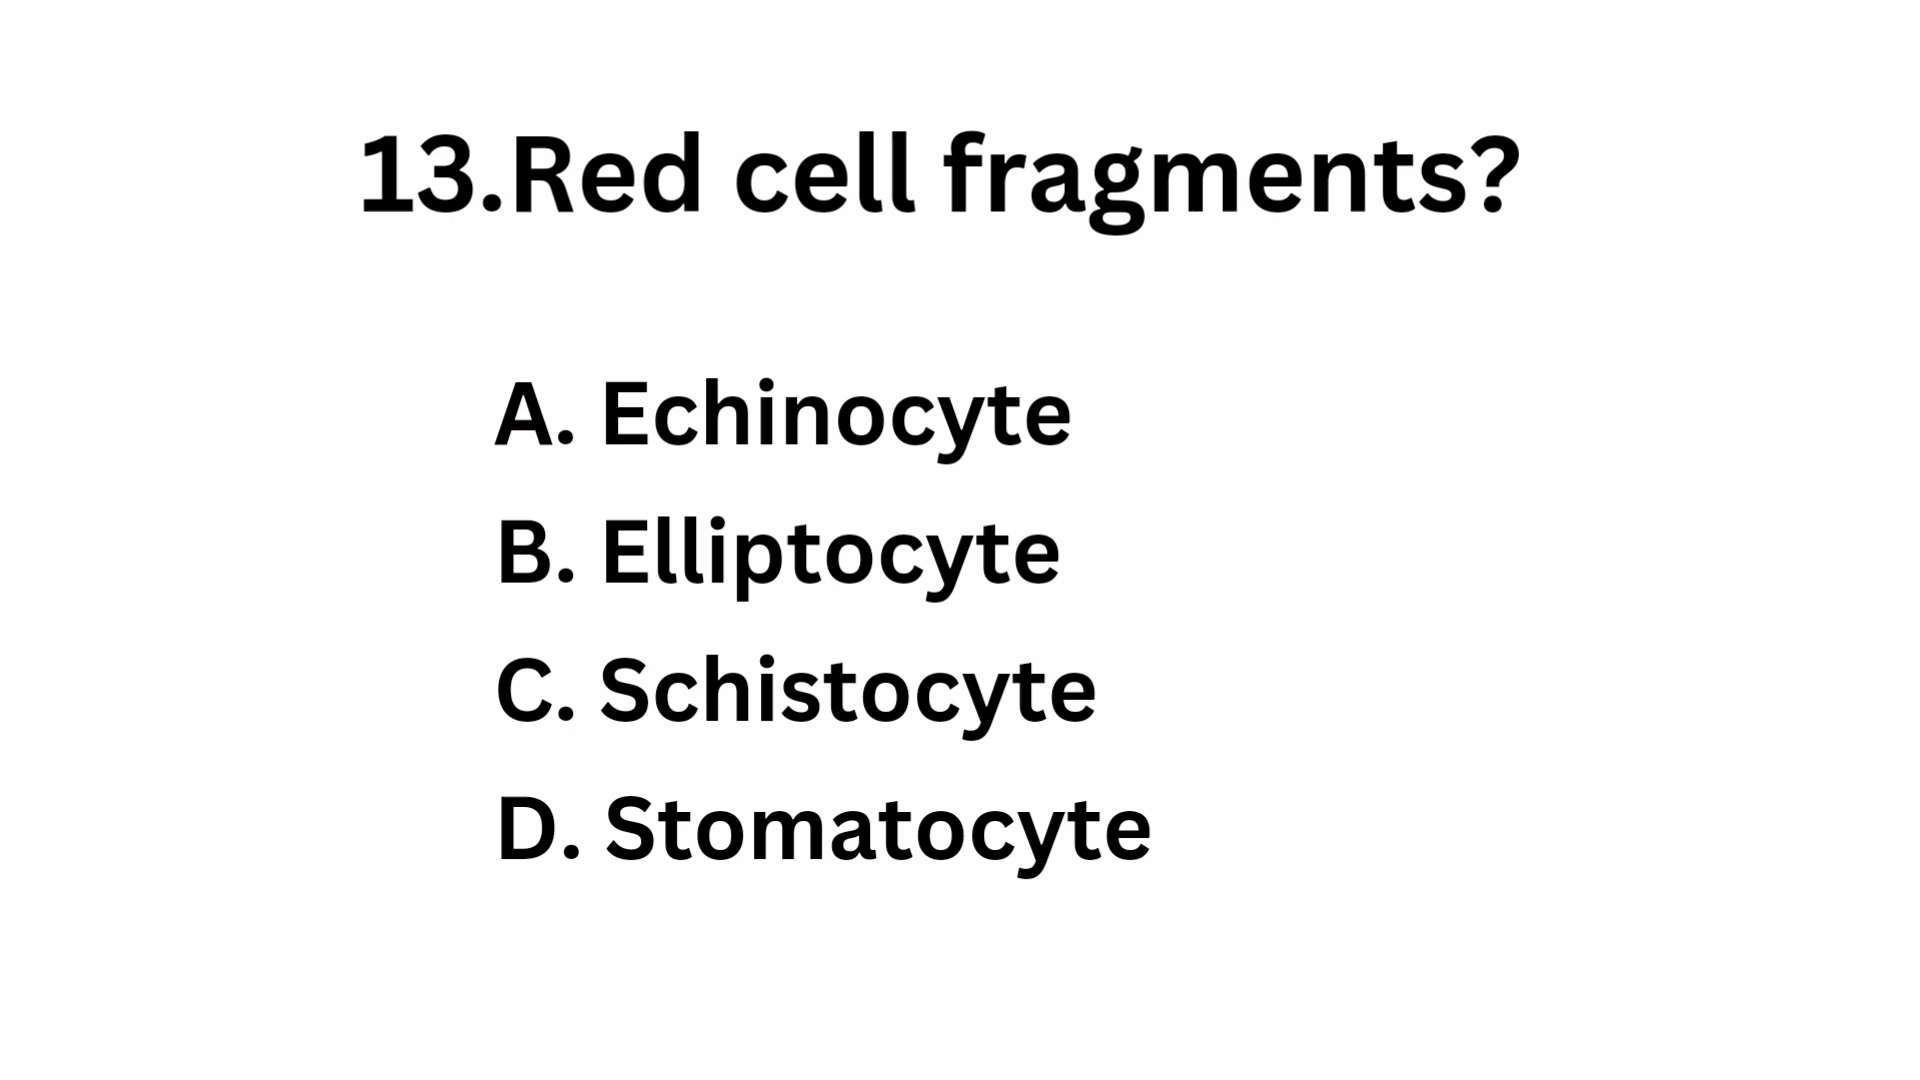 13.Red cell fragments?
A. Echinocyte
B. Elliptocyte
C. Schistocyte
D. Stomatocyte